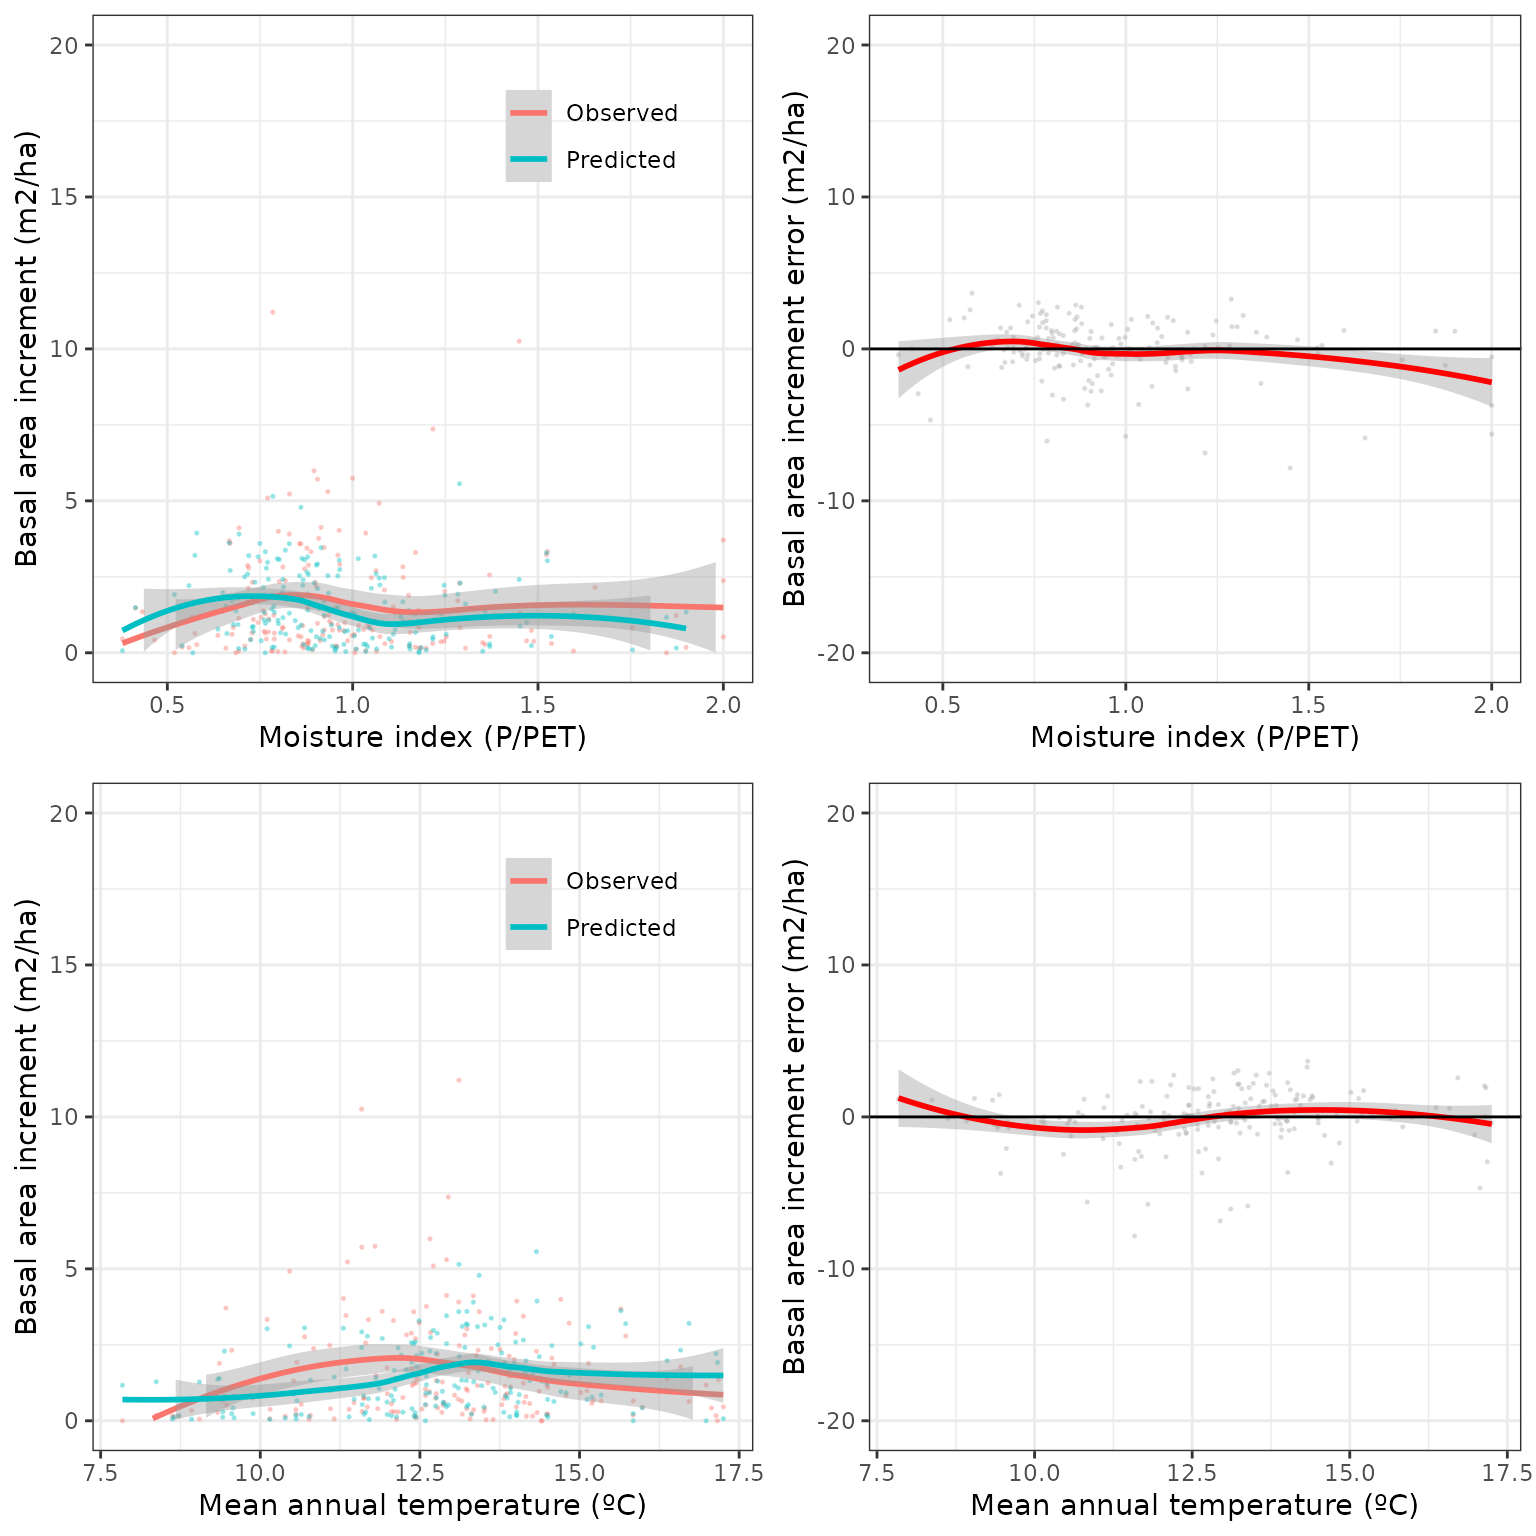 Basal area increment (m2/ha)
20
15
10
5
0
Observed
Predicted
0.5 1.0 1.5 2.0
Moisture index (P/PET)
Basal area increment error (m2/ha)
20
10
0
-10
-20
0.5 1.0 1.5 2.0
Moisture index (P/PET)
Basal area increment (m2/ha)
20
15
10
5
0
Observed
Predicted
7.5 10.0 12.5 15.0 17.5
Mean annual temperature (ºC)
Basal area increment error (m2/ha)
20
10
0
-10
-20
7.5 10.0 12.5 15.0 17.5
Mean annual temperature (ºC)